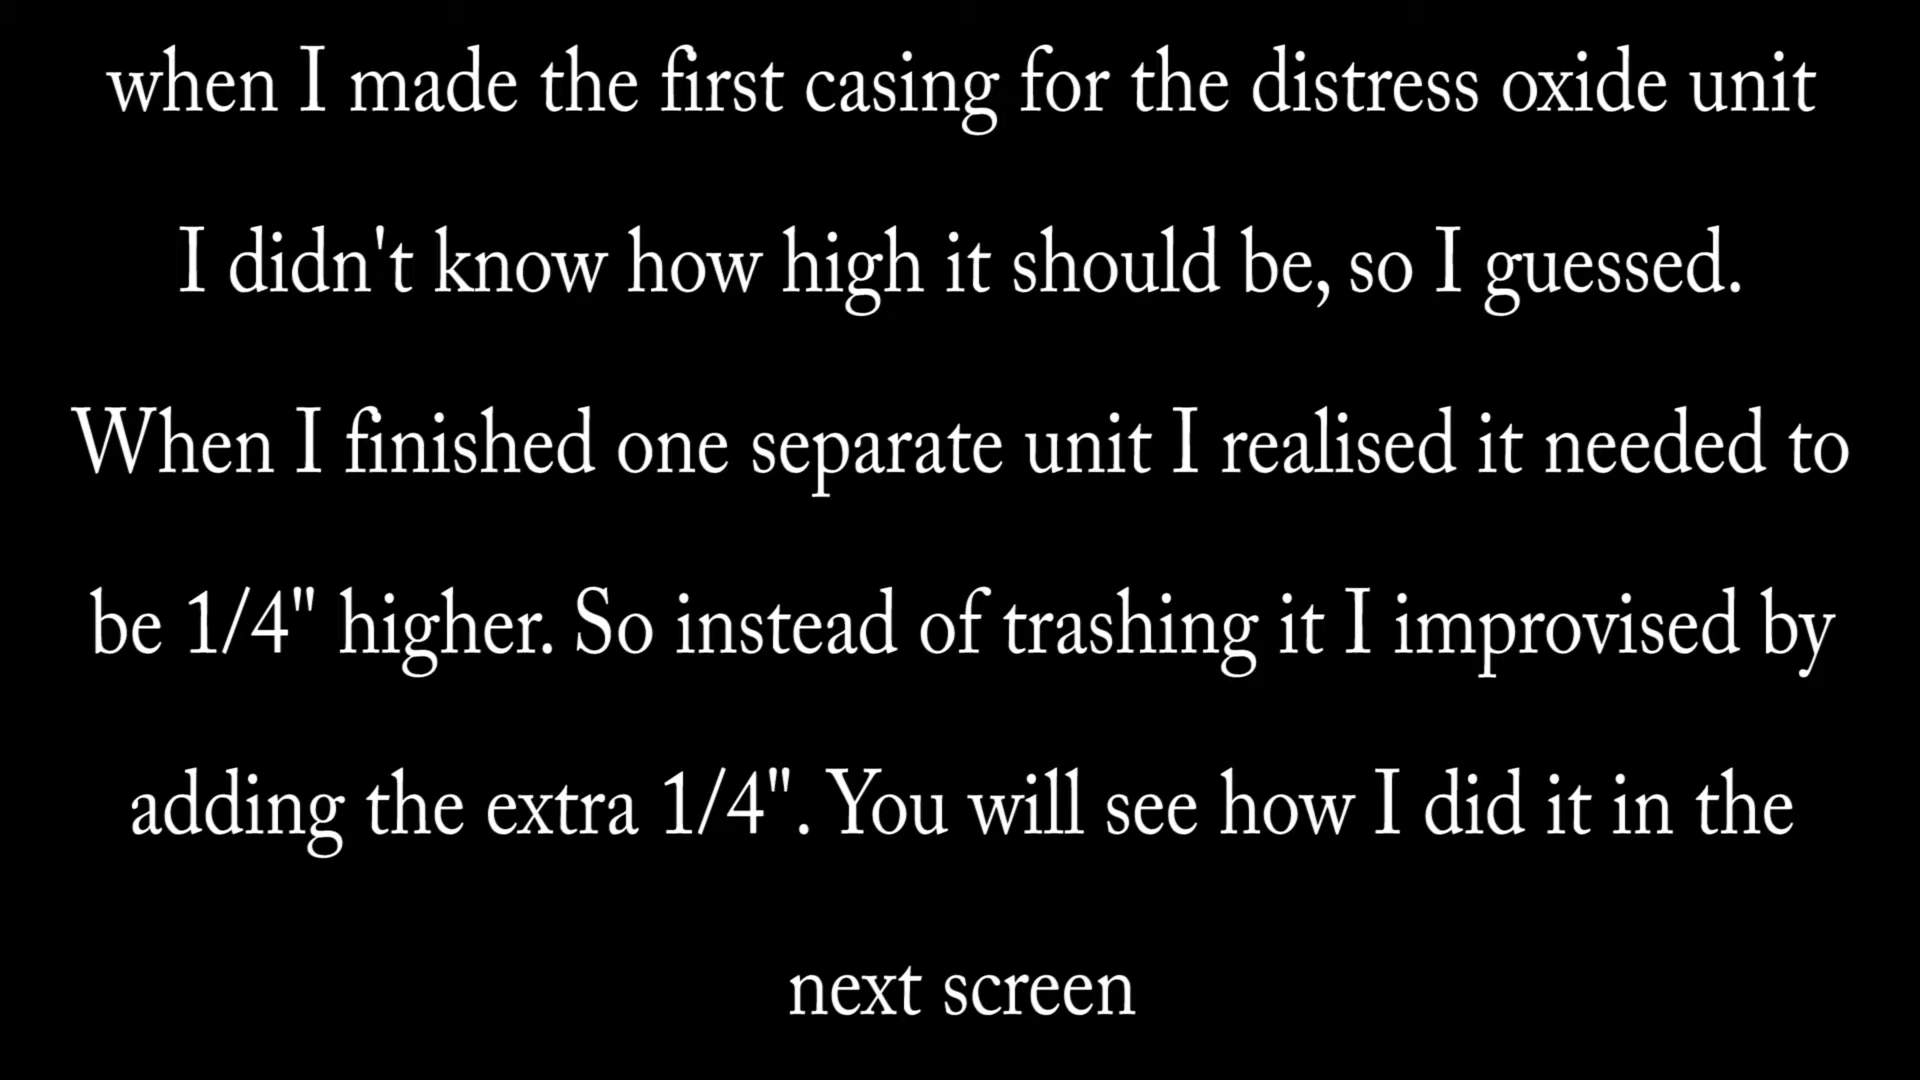 when I made the first casing for the distress oxide unit
I didn't know how high it should be, so I guessed.
When I finished one separate unit I realised it needed to
be 1/4" higher. So instead of trashing it I improvised by
adding the extra 1/4". You will see how I did it in the
next screen